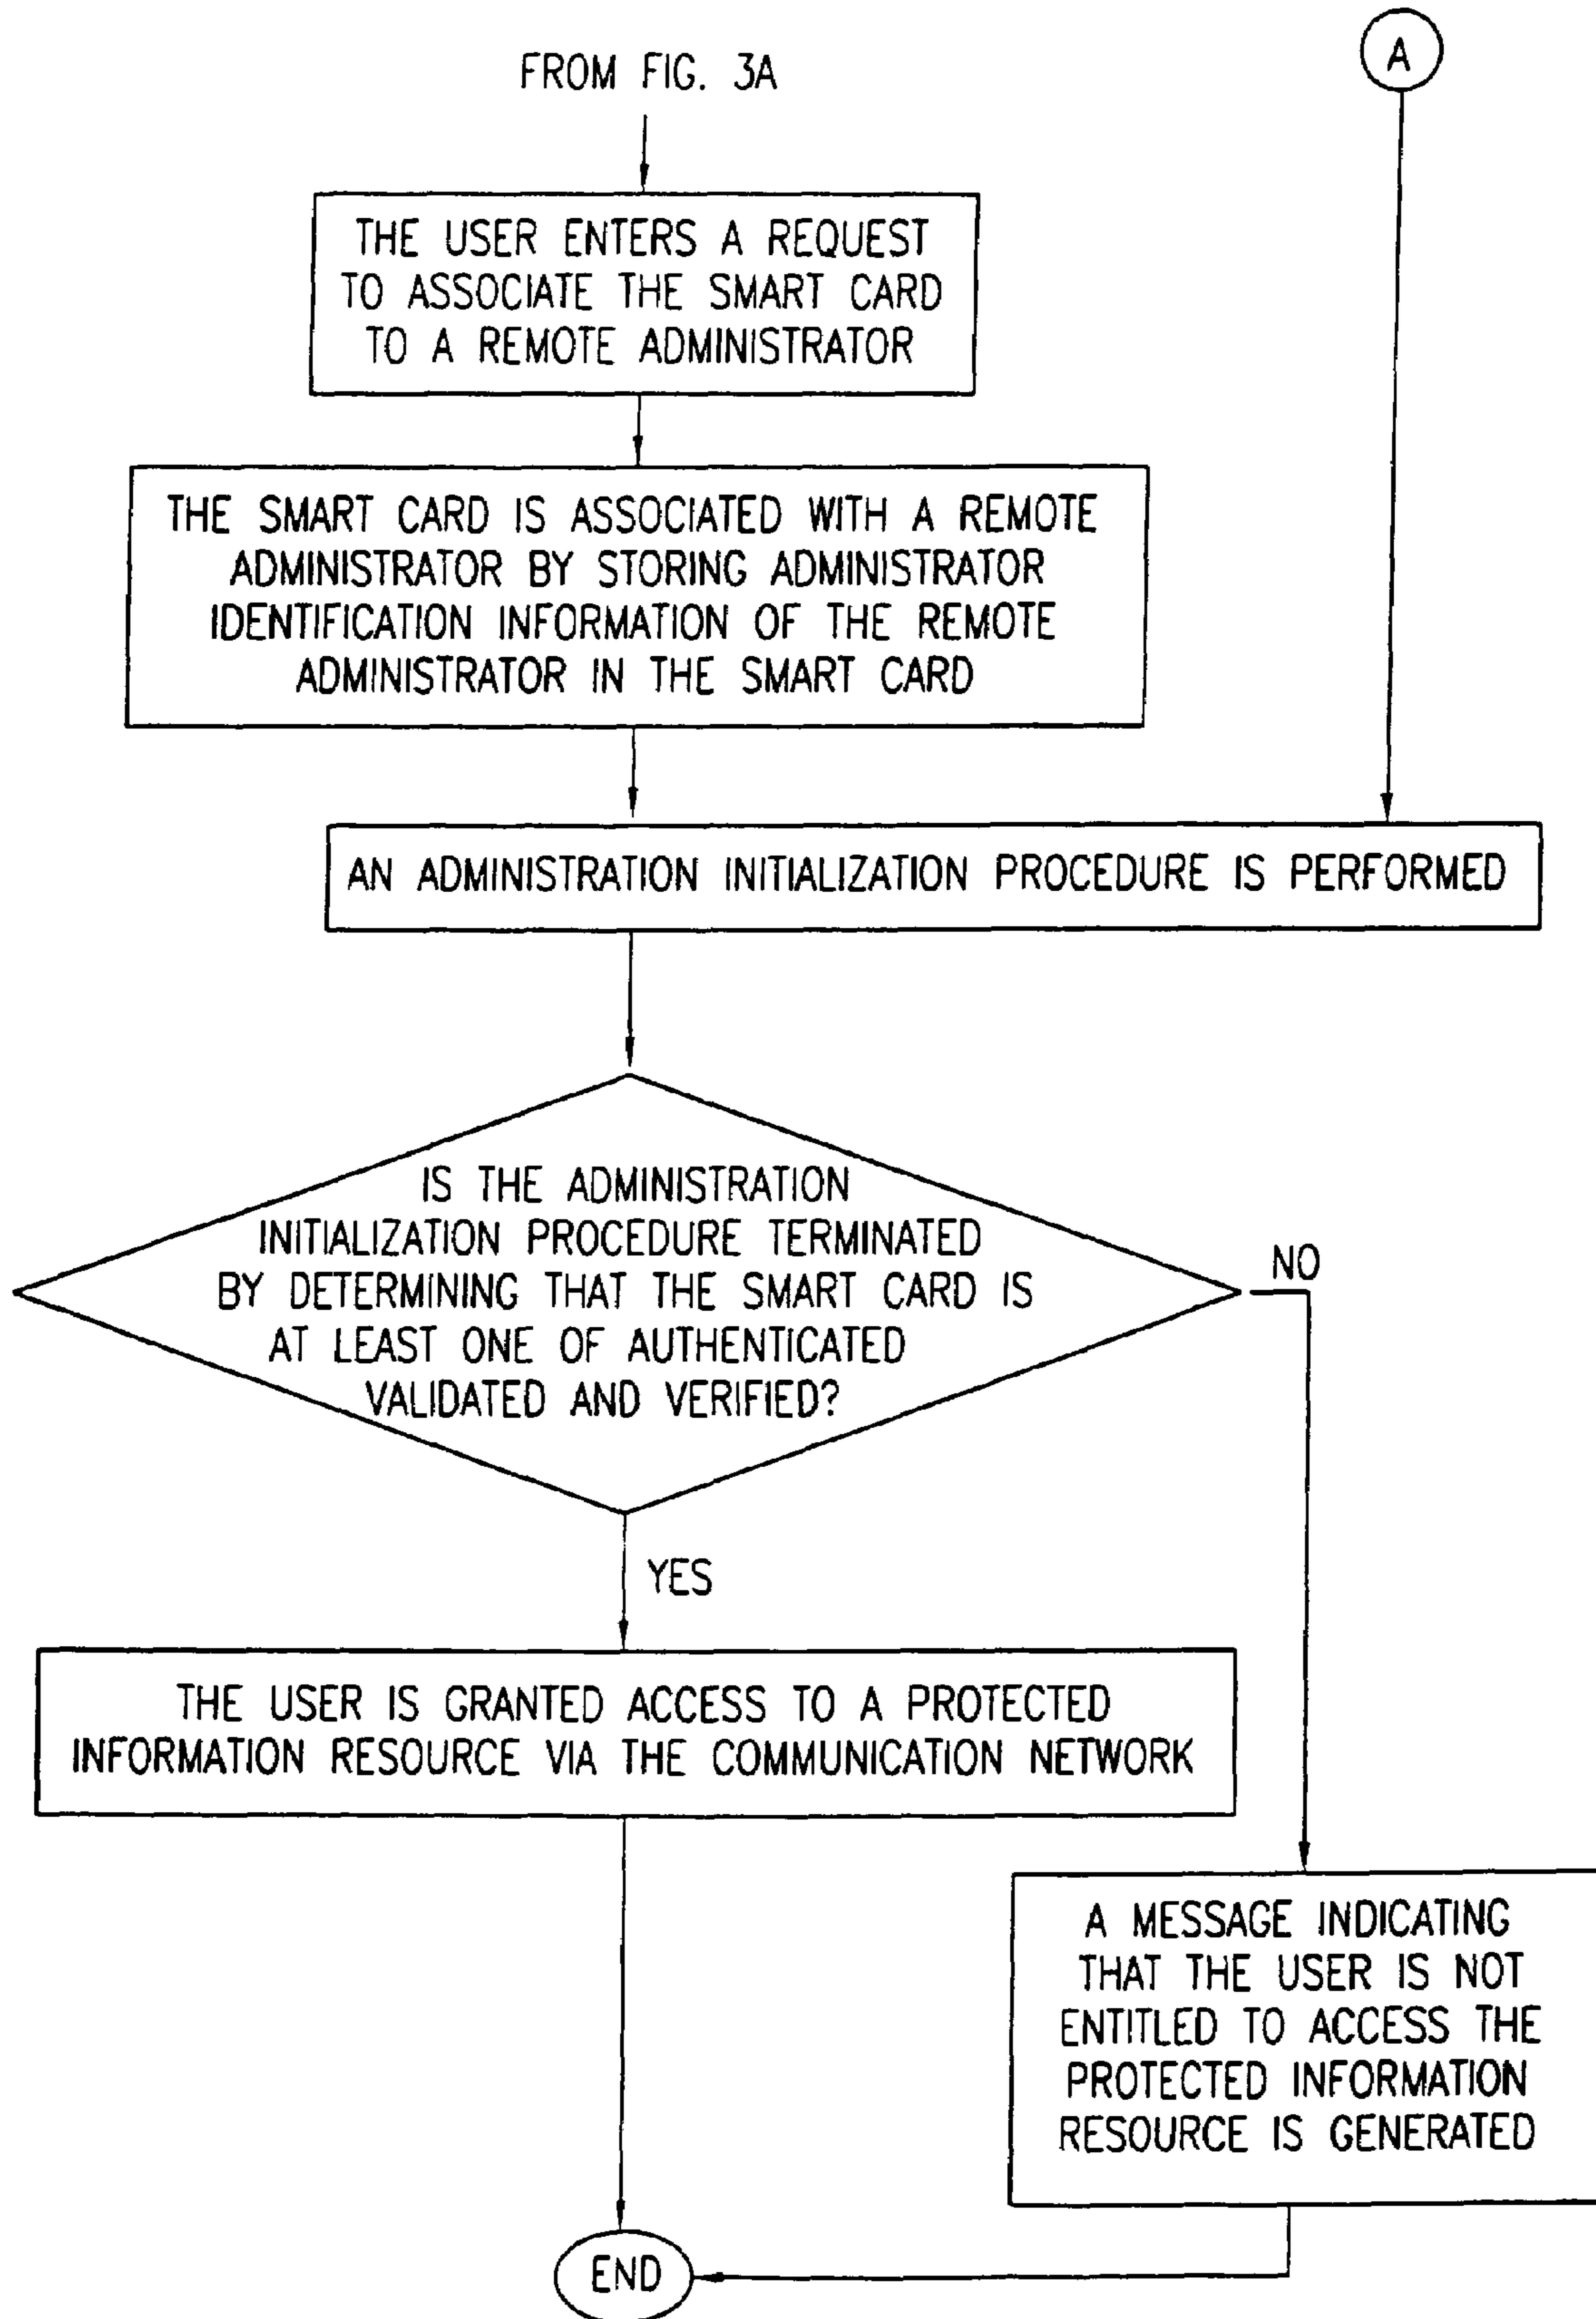 FROM FIG. 3A
A
THE USER ENTERS A REQUEST
TO ASSOCIATE THE SMART CARD
TO A REMOTE ADMINISTRATOR
THE SMART CARD IS ASSOCIATED WITH A REMOTE
ADMINISTRATOR BY STORING ADMINISTRATOR
IDENTIFICATION INFORMATION OF THE REMOTE
ADMINISTRATOR IN THE SMART CARD
AN ADMINISTRATION INITIALIZATION PROCEDURE IS PERFORMED
IS THE ADMINISTRATION
INITIALIZATION PROCEDURE TERMINATED
BY DETERMINING THAT THE SMART CARD IS
AT LEAST ONE OF AUTHENTICATED
VALIDATED AND VERIFIED?
NO
YES
THE USER IS GRANTED ACCESS TO A PROTECTED
INFORMATION RESOURCE VIA THE COMMUNICATION NETWORK
A MESSAGE INDICATING
THAT THE USER IS NOT
ENTITLED TO ACCESS THE
PROTECTED INFORMATION
RESOURCE IS GENERATED
END